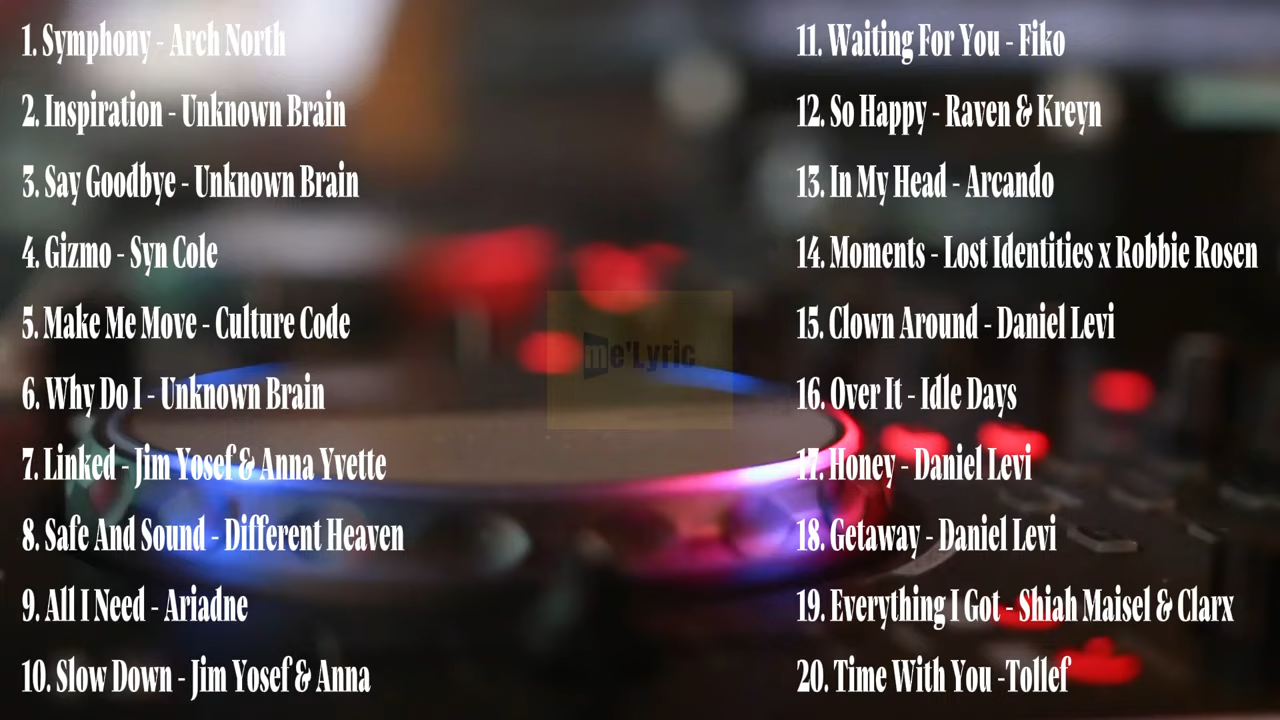 1. Symphony - Arch North
2. Inspiration - Unknown Brain
3. Say Goodbye - Unknown Brain
4. Gizmo - Syn Cole
5. Make Me Move - Culture Code
6. Why Do I - Unknown Brain
7. Linked - Jim Yosef & Anna Yvette
8. Safe And Sound - Different Heaven
9. All I Need - Ariadne
10. Slow Down - Jim Yosef & Anna
me'Lyric
11. Waiting For You - Fiko
12. So Happy - Raven & Kreyn
13. In My Head - Arcando
14. Moments - Lost Identities x Robbie Rosen
15. Clown Around - Daniel Levi
16. Over It - Idle Days
17. Honey - Daniel Levi
18. Getaway - Daniel Levi
19. Everything I Got - Shiah Maisel & Clarx
20. Time With You -Tollef